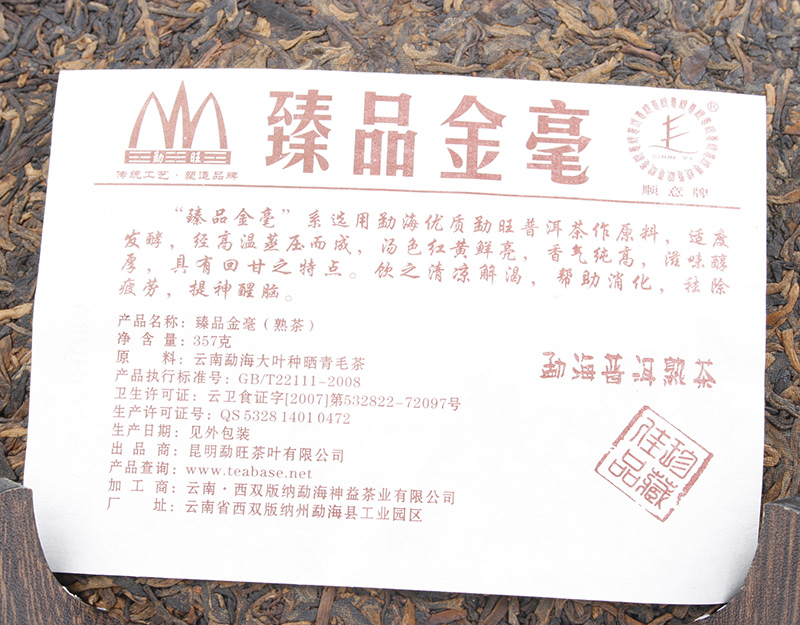 臻品金毫
勐旺
传统工艺·塑造品牌
®
SHUN YI
顺意牌
“臻品金毫”系选用勐海优质勐旺普洱茶作原料，适度
发酵，经高温蒸压而成，汤色红黄鲜亮，香气纯高，滋味醇
厚，具有回甘之特点。饮之清凉解渴，帮助消化，祛除
疲劳，提神醒脑。
产品名称：臻品金毫（熟茶）
净 含 量：357克
原 料：云南勐海大叶种晒青毛茶
产品执行标准号：GB/T22111-2008
卫生许可证：云卫食证字[2007]第532822-72097号
生产许可证号：QS 5328 1401 0472
生产日期：见外包装
出 品 商：昆明勐旺茶叶有限公司
产品查询：www.teabase.net
加 工 商：云南·西双版纳勐海神益茶业有限公司
厂 址：云南省西双版纳州勐海县工业园区
勐海普洱熟茶
珍藏
佳品